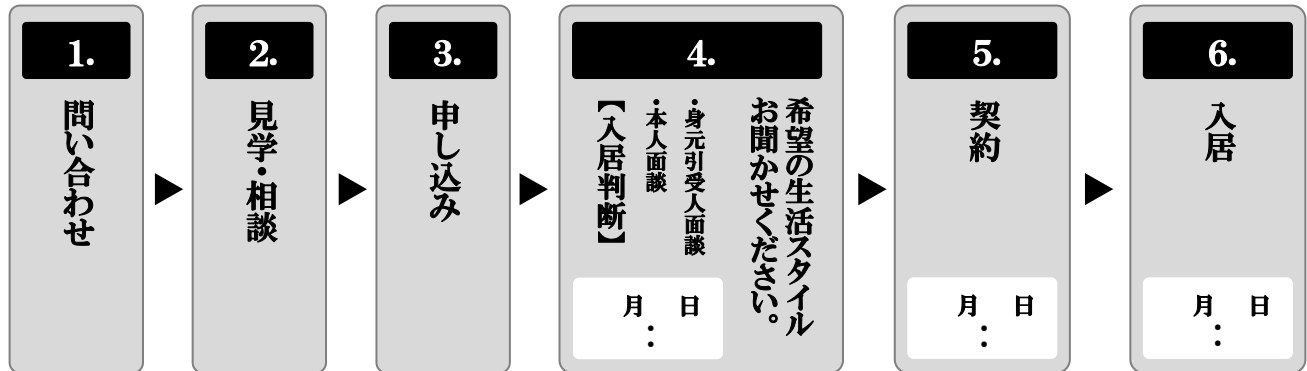 1.
問い合わせ
2.
見学・相談
3.
申し込み
4.
希望の生活スタイル
お聞かせください。
・身元引受人面談
・本人面談
【入居判断】
月 日
:
5.
契約
月 日
:
6.
入居
月 日
: